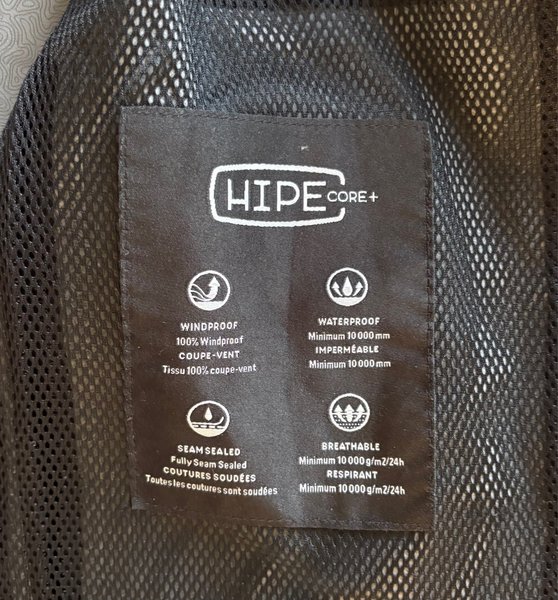 HIPE CORE+
WINDPROOF
100% Windproof
COUPE-VENT
Tissu 100% coupe-vent
WATERPROOF
Minimum 10 000 mm
IMPERMÉABLE
Minimum 10 000 mm
SEAM SEALED
Fully Seam Sealed
COUTURES SOUDÉES
Toutes les coutures sont soudées
BREATHABLE
Minimum 10 000 g/m2/24h
RESPIRANT
Minimum 10 000 g/m2/24h